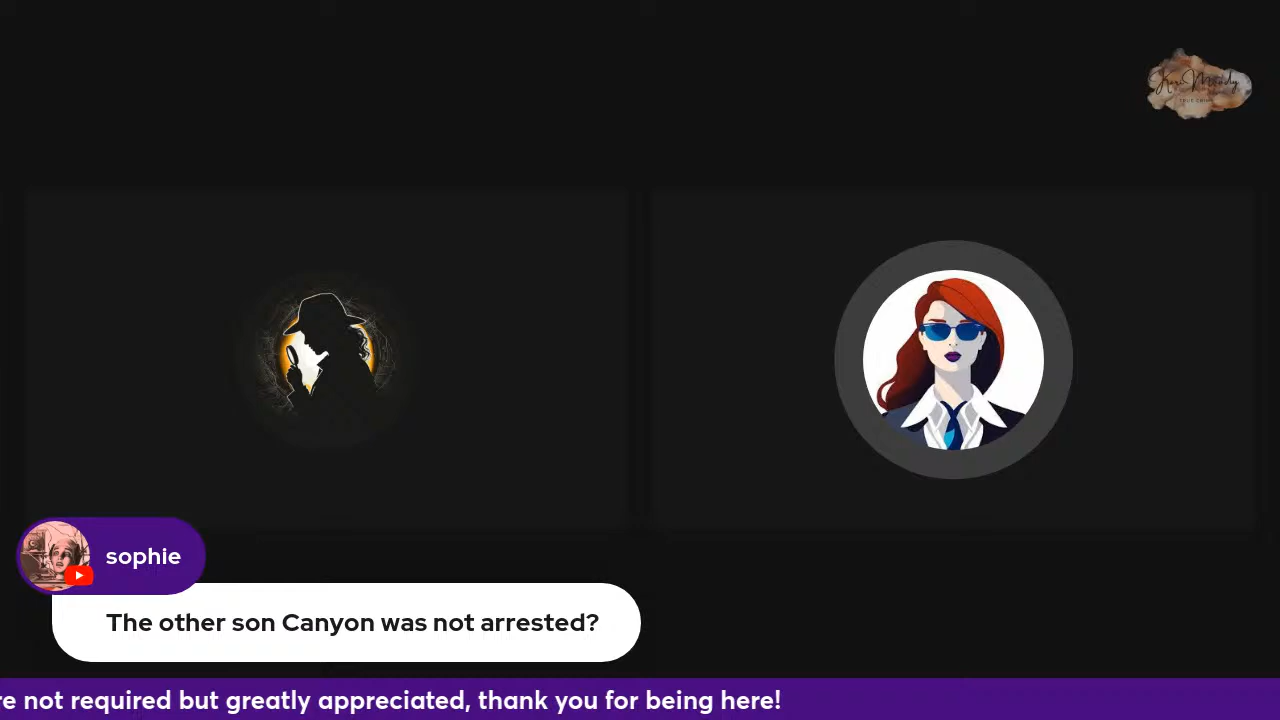 sophie
The other son Canyon was not arrested?
re not required but greatly appreciated, thank you for being here!